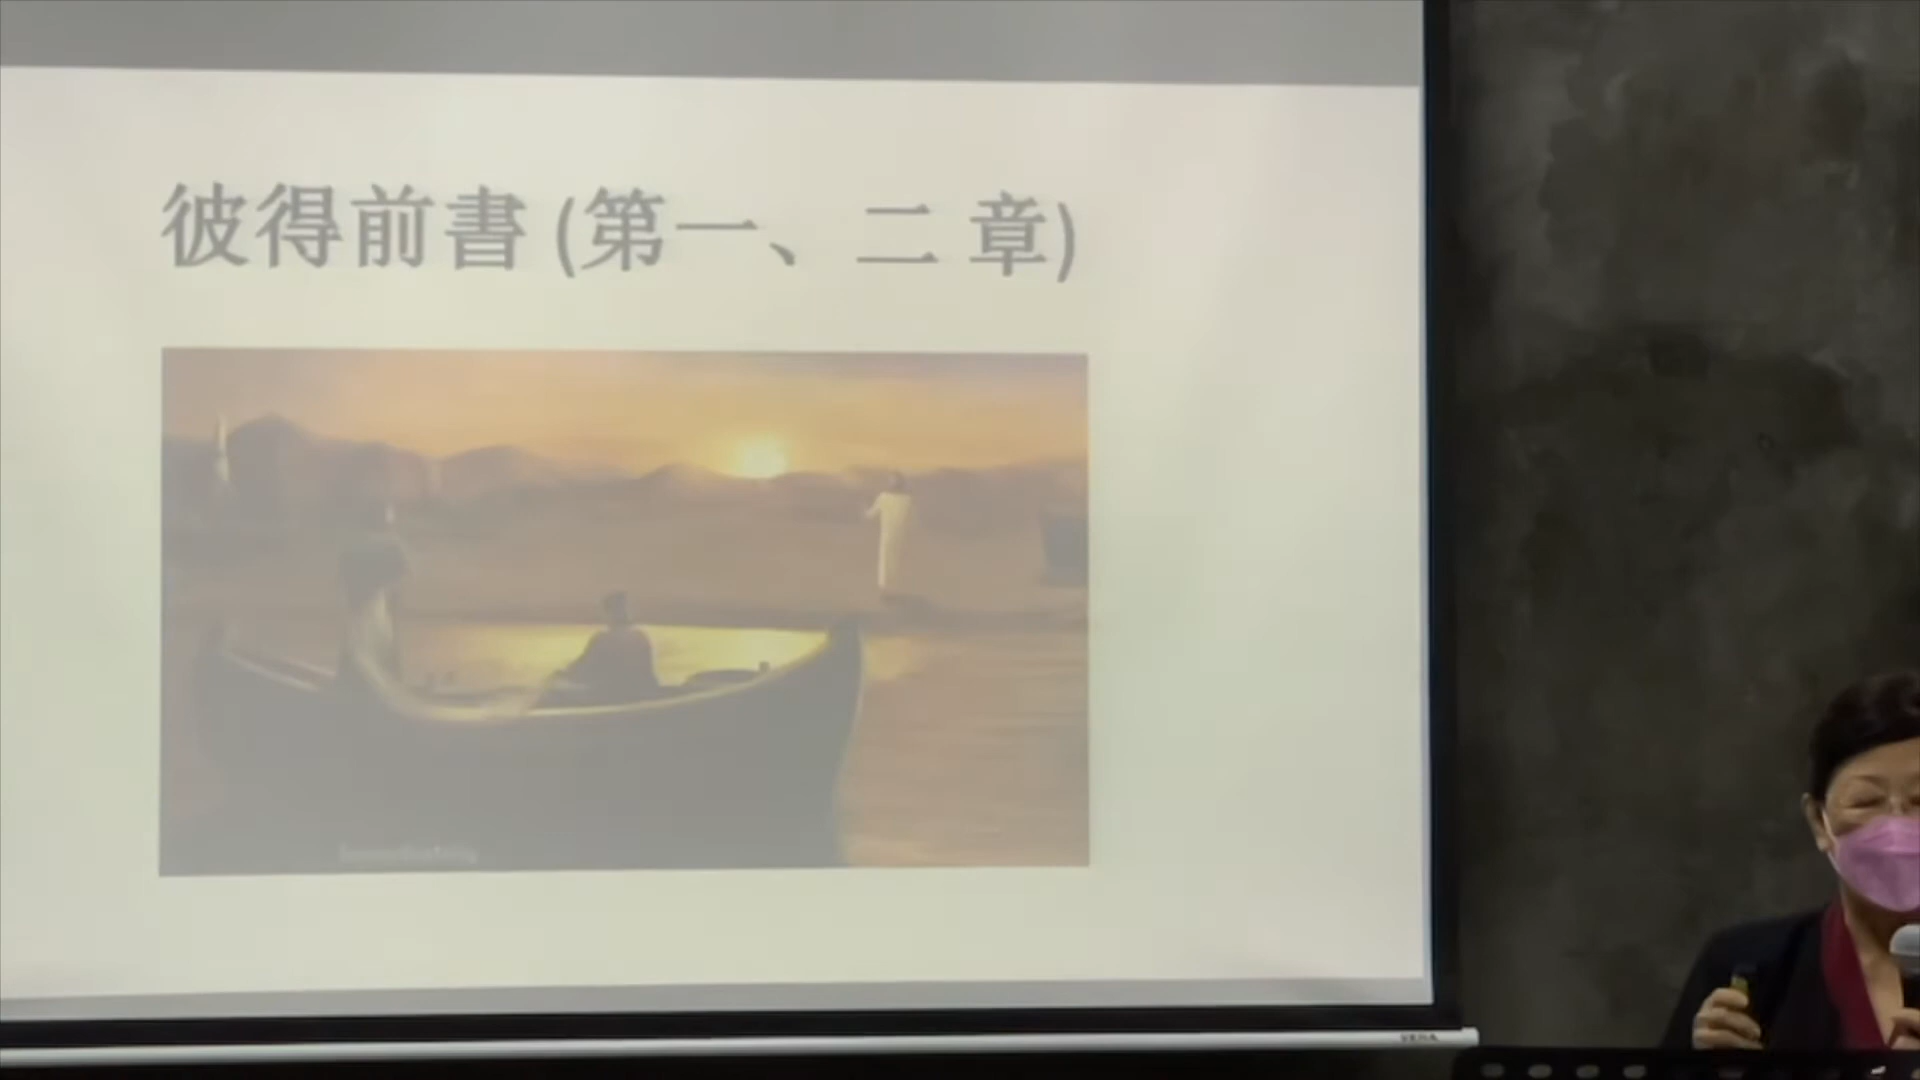 彼得前書 (第一、二 章)